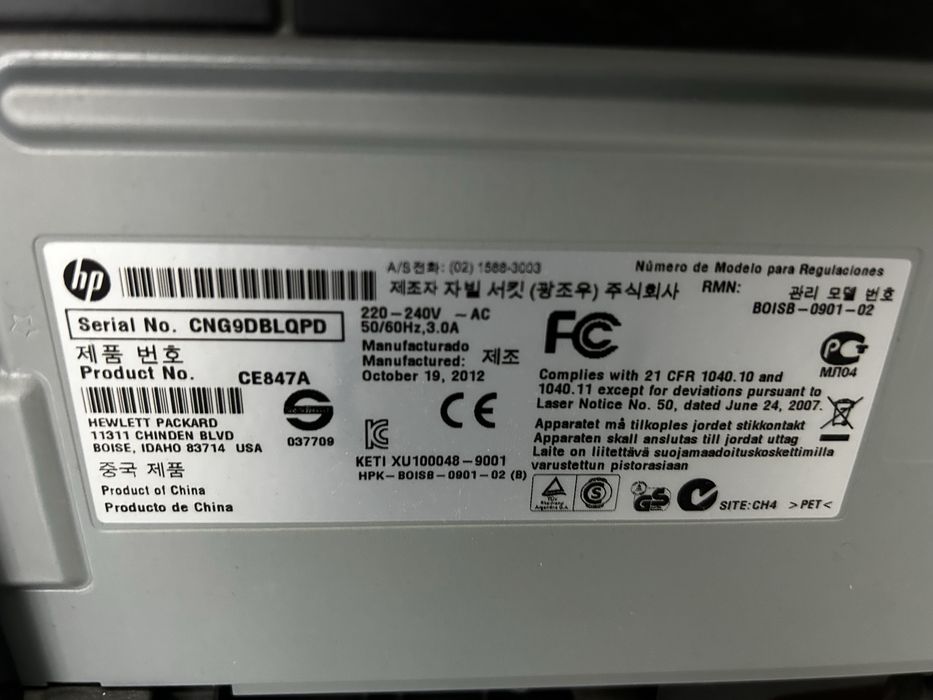 hp
A/S전화: (02) 1588-3003
제조자 자빌 서킷 (광조우) 주식회사
Número de Modelo para Regulaciones
RMN: 관리 모델 번호
BOISB-0901-02
Serial No. CNG9DBLQPD
제품 번호
Product No. CE847A
HEWLETT PACKARD
11311 CHINDEN BLVD
BOISE, IDAHO 83714 USA
중국 제품
Product of China
Producto de China
037709
220-240V ~ AC
50/60Hz,3.0A
Manufacturado
Manufactured: 제조
October 19, 2012
CE
KC
KETI XU100048-9001
HPK-BOISB-0901-02 (B)
FC
Complies with 21 CFR 1040.10 and
1040.11 except for deviations pursuant to
Laser Notice No. 50, dated June 24, 2007.
Apparatet må tilkoples jordet stikkontakt
Apparaten skall anslutas till jordat uttag
Laite on liitettävä suojamaadoituskoskettimilla
varustettun pistorasiaan
PCT
МЛ04
TÜV
Rheinland
Argentina S.A.
S
GS
SITE:CH4 >PET<